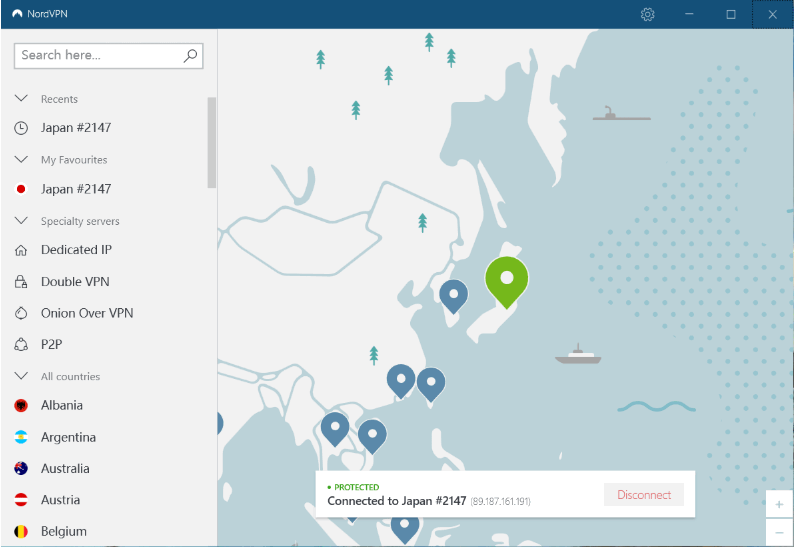 NordVPN
Search here...
Recents
Japan #2147
My Favourites
Japan #2147
Specialty servers
Dedicated IP
Double VPN
Onion Over VPN
P2P
All countries
Albania
Argentina
Australia
Austria
Belgium
PROTECTED
Connected to Japan #2147 (89.187.161.191)
Disconnect